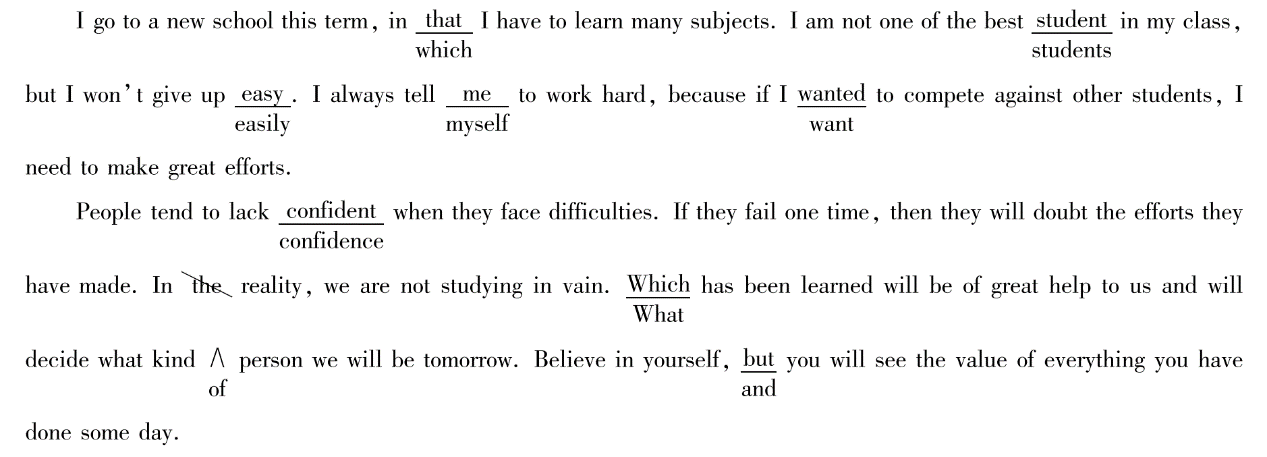 I go to a new school this term, in that I have to learn many subjects. I am not one of the best student in my class,
which students
but I won't give up easy. I always tell me to work hard, because if I wanted to compete against other students, I
easily myself want
need to make great efforts.
People tend to lack confident when they face difficulties. If they fail one time, then they will doubt the efforts they
confidence
have made. In the reality, we are not studying in vain. Which has been learned will be of great help to us and will
What
decide what kind ∧ person we will be tomorrow. Believe in yourself, but you will see the value of everything you have
of and
done some day.